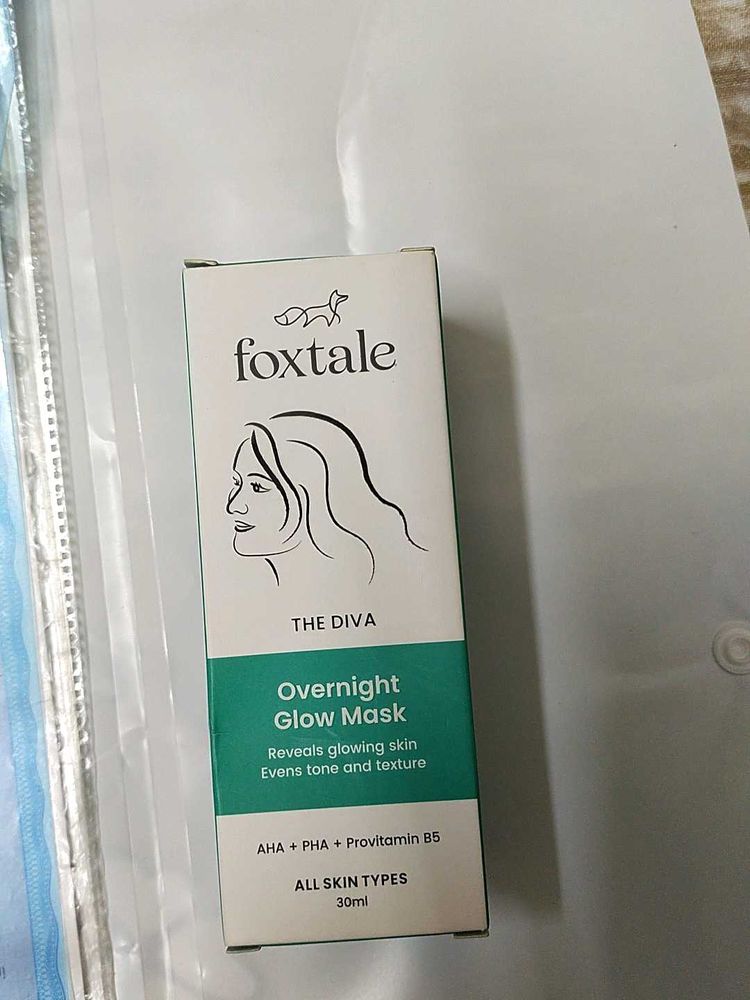 foxtale
THE DIVA
Overnight
Glow Mask
Reveals glowing skin
Evens tone and texture
AHA + PHA + Provitamin B5
ALL SKIN TYPES
30ml